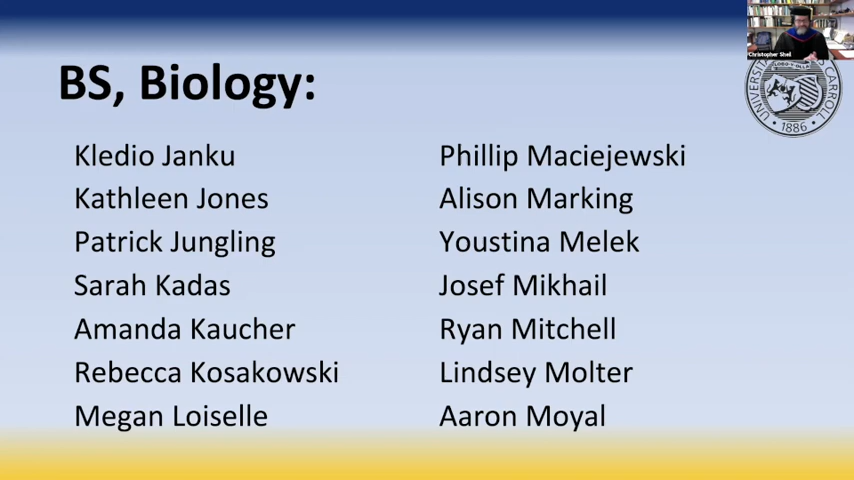 BS, Biology:
Kledio Janku
Kathleen Jones
Patrick Jungling
Sarah Kadas
Amanda Kaucher
Rebecca Kosakowski
Megan Loiselle
Phillip Maciejewski
Alison Marking
Youstina Melek
Josef Mikhail
Ryan Mitchell
Lindsey Molter
Aaron Moyal
Christopher Sheil
CARROLL
1886